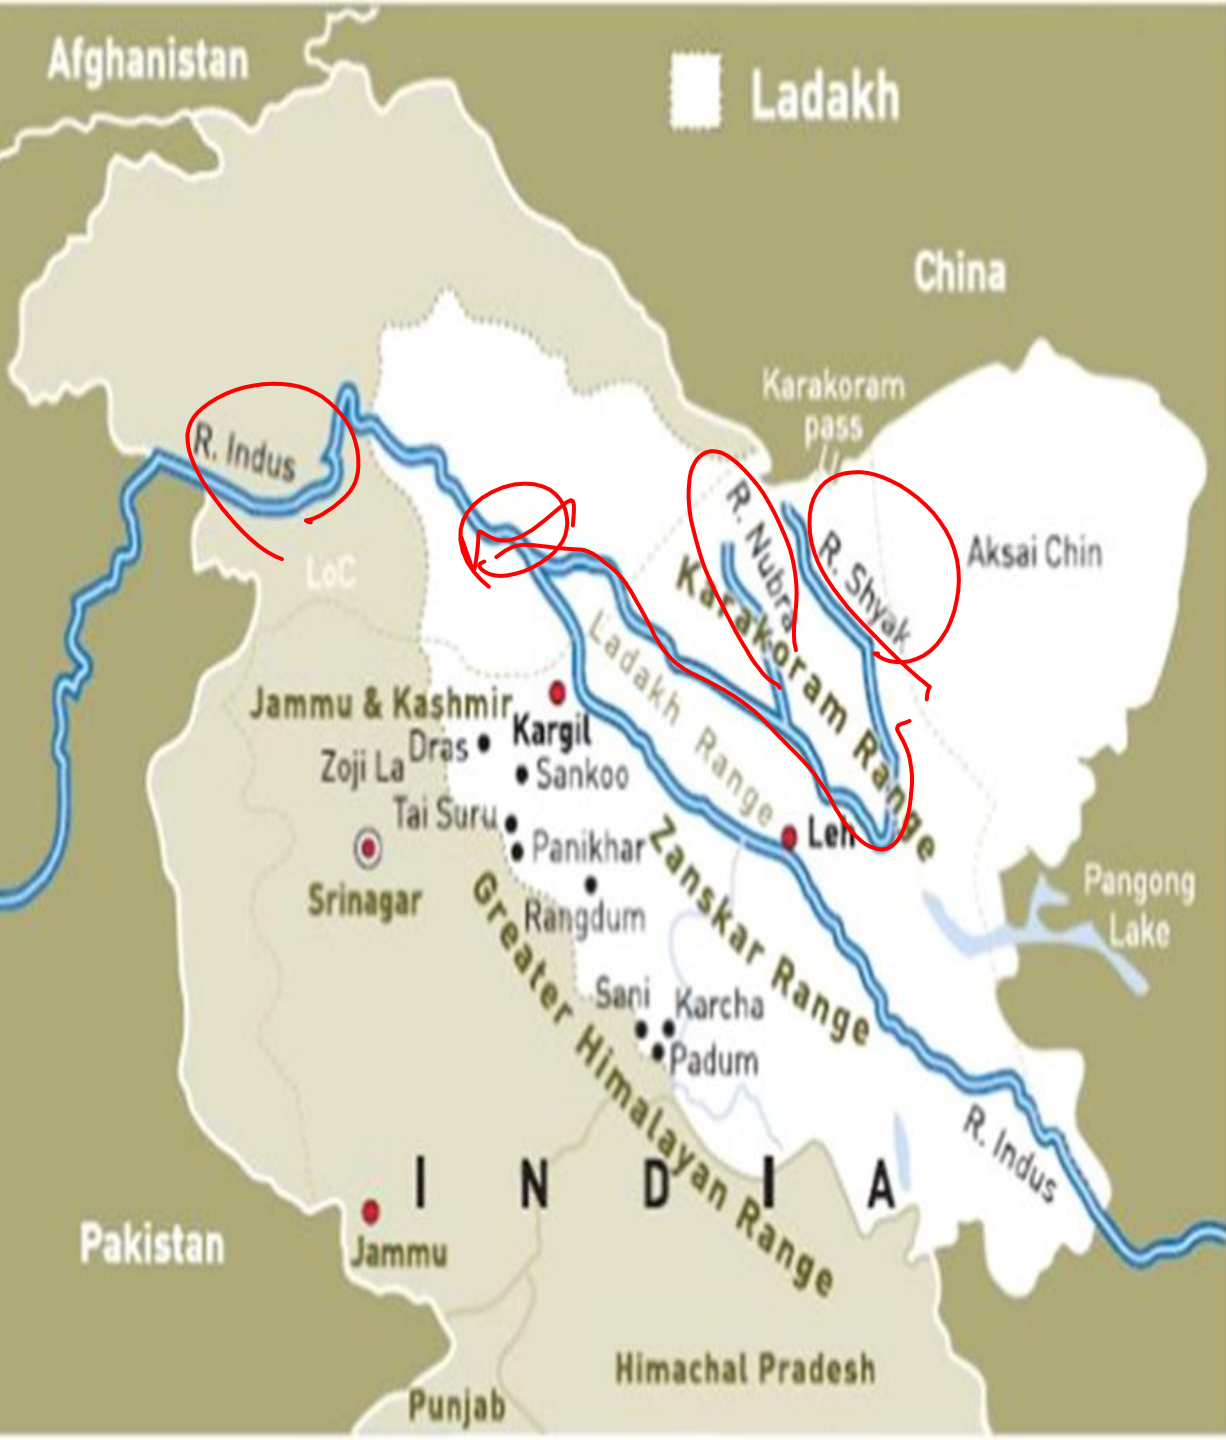 Afghanistan
Ladakh
China
Karakoram
pass
R. Indus
R. Nubra
R. Shyak
Aksai Chin
LoC
Karakoram Range
Ladakh Range
Jammu & Kashmir
Kargil
Dras
Zoji La
Sankoo
Tai Suru
Panikhar
Leh
Zanskar Range
Srinagar
Rangdum
Greater Himalayan Range
Pangong
Lake
Sani
Karcha
Padum
R. Indus
INDIA
Pakistan
Jammu
Himachal Pradesh
Punjab